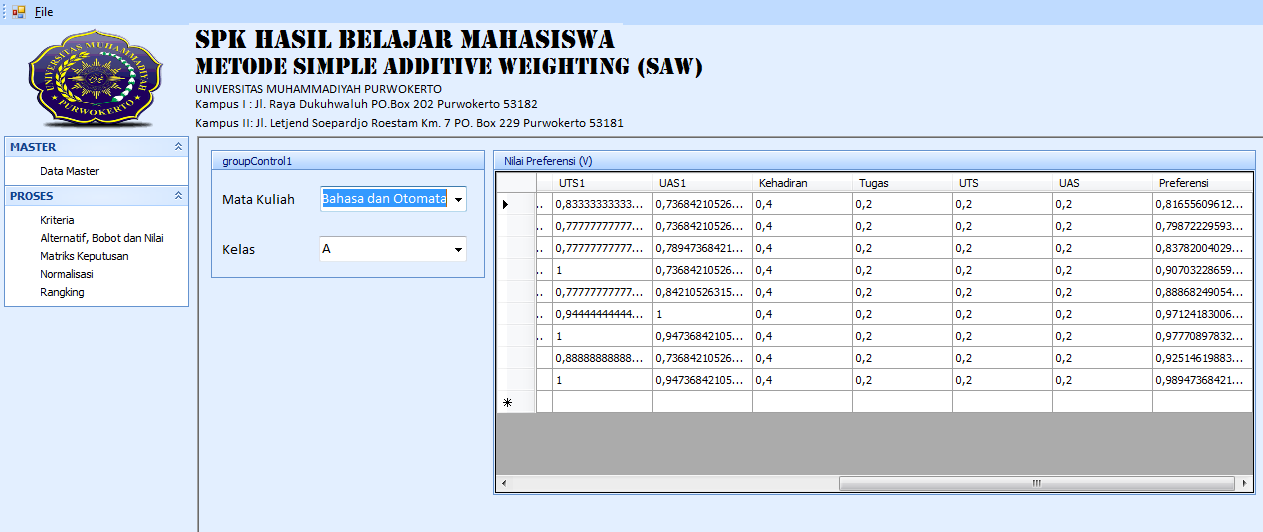 File
SPK HASIL BELAJAR MAHASISWA
METODE SIMPLE ADDITIVE WEIGHTING (SAW)
UNIVERSITAS MUHAMMADIYAH PURWOKERTO
Kampus I : Jl. Raya Dukuhwaluh PO.Box 202 Purwokerto 53182
Kampus II: Jl. Letjend Soepardjo Roestam Km. 7 PO. Box 229 Purwokerto 53181
UNIVERSITAS MUHAMMADIYAH
PURWOKERTO
MASTER
Data Master
PROSES
Kriteria
Alternatif, Bobot dan Nilai
Matriks Keputusan
Normalisasi
Rangking
groupControl1
Mata Kuliah Bahasa dan Otomata
Kelas A
Nilai Preferensi (V)
UTS1 UAS1 Kehadiran Tugas UTS UAS Preferensi
.. 0,83333333333... 0,73684210526... 0,4 0,2 0,2 0,2 0,81655609612...
.. 0,77777777777... 0,73684210526... 0,4 0,2 0,2 0,2 0,79872229593...
.. 0,77777777777... 0,78947368421... 0,4 0,2 0,2 0,2 0,83782004029...
.. 1 0,73684210526... 0,4 0,2 0,2 0,2 0,90703228659...
.. 0,77777777777... 0,84210526315... 0,4 0,2 0,2 0,2 0,88868249054...
.. 0,94444444444... 1 0,4 0,2 0,2 0,2 0,97124183006...
.. 1 0,94736842105... 0,4 0,2 0,2 0,2 0,97770897832...
0,88888888888... 0,73684210526... 0,4 0,2 0,2 0,2 0,92514619883...
1 0,94736842105... 0,4 0,2 0,2 0,2 0,98947368421...